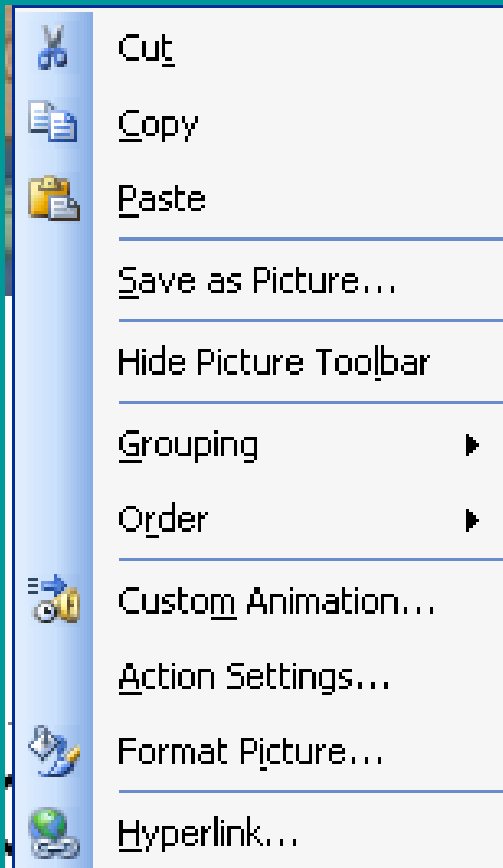 Cut
Copy
Paste
Save as Picture...
Hide Picture Toolbar
Grouping
Order
Custom Animation...
Action Settings...
Format Picture...
Hyperlink...